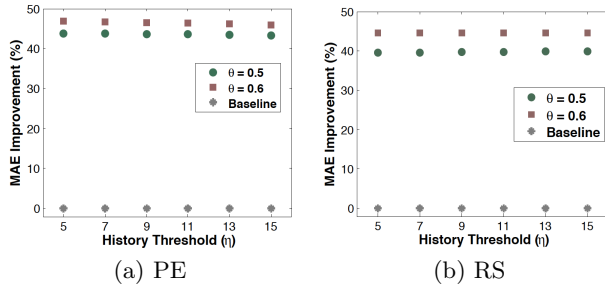 50
40
30
20
10
0
MAE Improvement (%)
θ = 0.5
θ = 0.6
Baseline
5 7 9 11 13 15
History Threshold (η)
(a) PE
50
40
30
20
10
0
MAE Improvement (%)
θ = 0.5
θ = 0.6
Baseline
5 7 9 11 13 15
History Threshold (η)
(b) RS